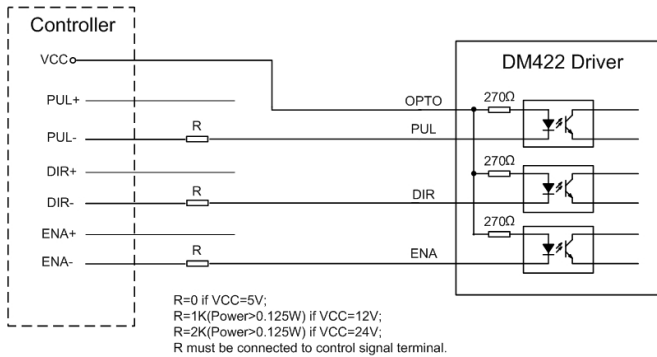 Controller
VCC
DM422 Driver
PUL+
OPTO
270Ω
PUL-
R
PUL
DIR+
270Ω
DIR-
R
DIR
ENA+
270Ω
ENA-
R
ENA
R=0 if VCC=5V;
R=1K(Power>0.125W) if VCC=12V;
R=2K(Power>0.125W) if VCC=24V;
R must be connected to control signal terminal.